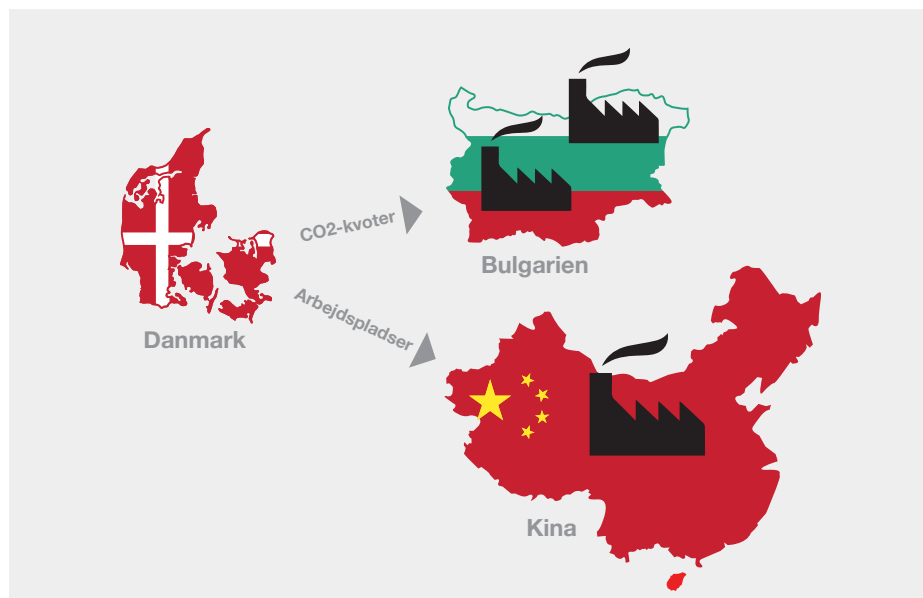 CO2-kvoter
Bulgarien
Arbejdspladser
Danmark
Kina